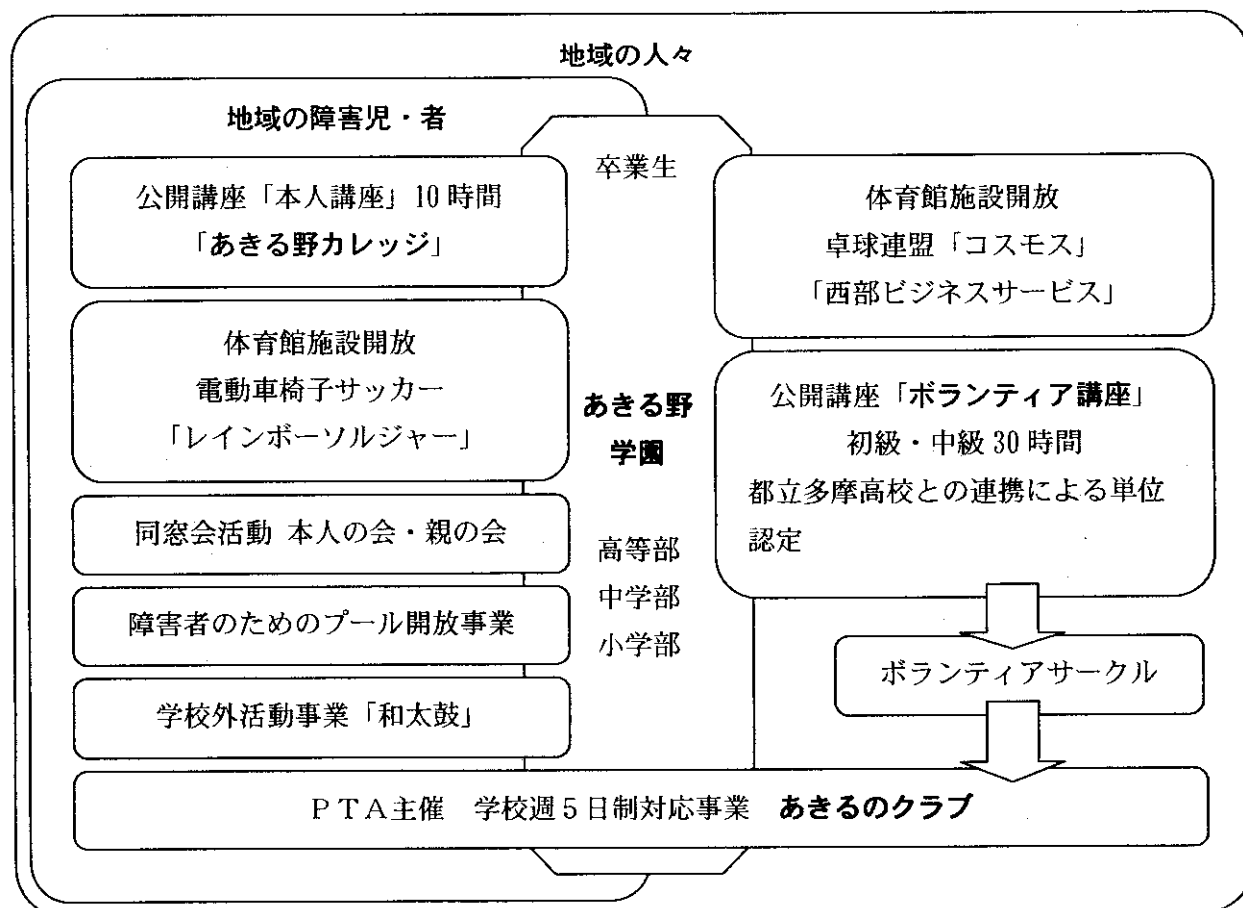 地域の人々
地域の障害児・者
公開講座「本人講座」10時間
「あきる野カレッジ」
体育館施設開放
電動車椅子サッカー
「レインボーソルジャー」
同窓会活動 本人の会・親の会
障害者のためのプール開放事業
学校外活動事業「和太鼓」
卒業生
あきる野
学園
高等部
中学部
小学部
体育館施設開放
卓球連盟「コスモス」
「西部ビジネスサービス」
公開講座「ボランティア講座」
初級・中級30時間
都立多摩高校との連携による単位
認定
ボランティアサークル
ＰＴＡ主催 学校週５日制対応事業 あきるのクラブ